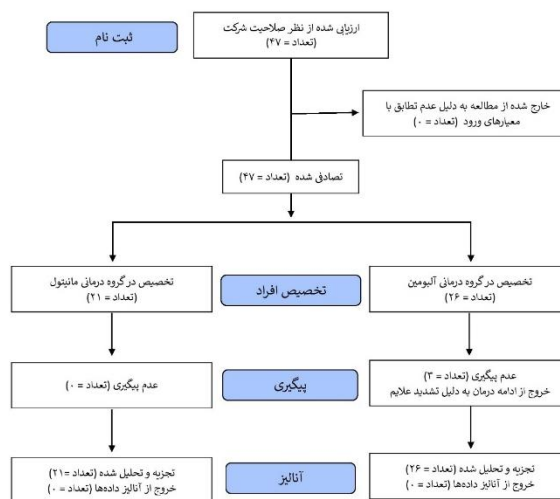 ثبت نام
ارزیابی شده از نظر صلاحیت شرکت
(تعداد = ۴۷)
خارج شده از مطالعه به دلیل عدم تطابق با
معیارهای ورود (تعداد = ۰)
تصادفی شده (تعداد = ۴۷)
تخصیص در گروه درمانی آلبومین
(تعداد = ۲۶)
تخصیص افراد
تخصیص در گروه درمانی مانیتول
(تعداد = ۲۱)
عدم پیگیری (تعداد = ۳)
خروج از ادامه درمان به دلیل تشدید علایم
پیگیری
عدم پیگیری (تعداد = ۰)
تجزیه و تحلیل شده (تعداد = ۲۶)
خروج از آنالیز داده‌ها (تعداد = ۰)
آنالیز
تجزیه و تحلیل شده (تعداد =۲۱)
خروج از آنالیز داده‌ها (تعداد = ۰)